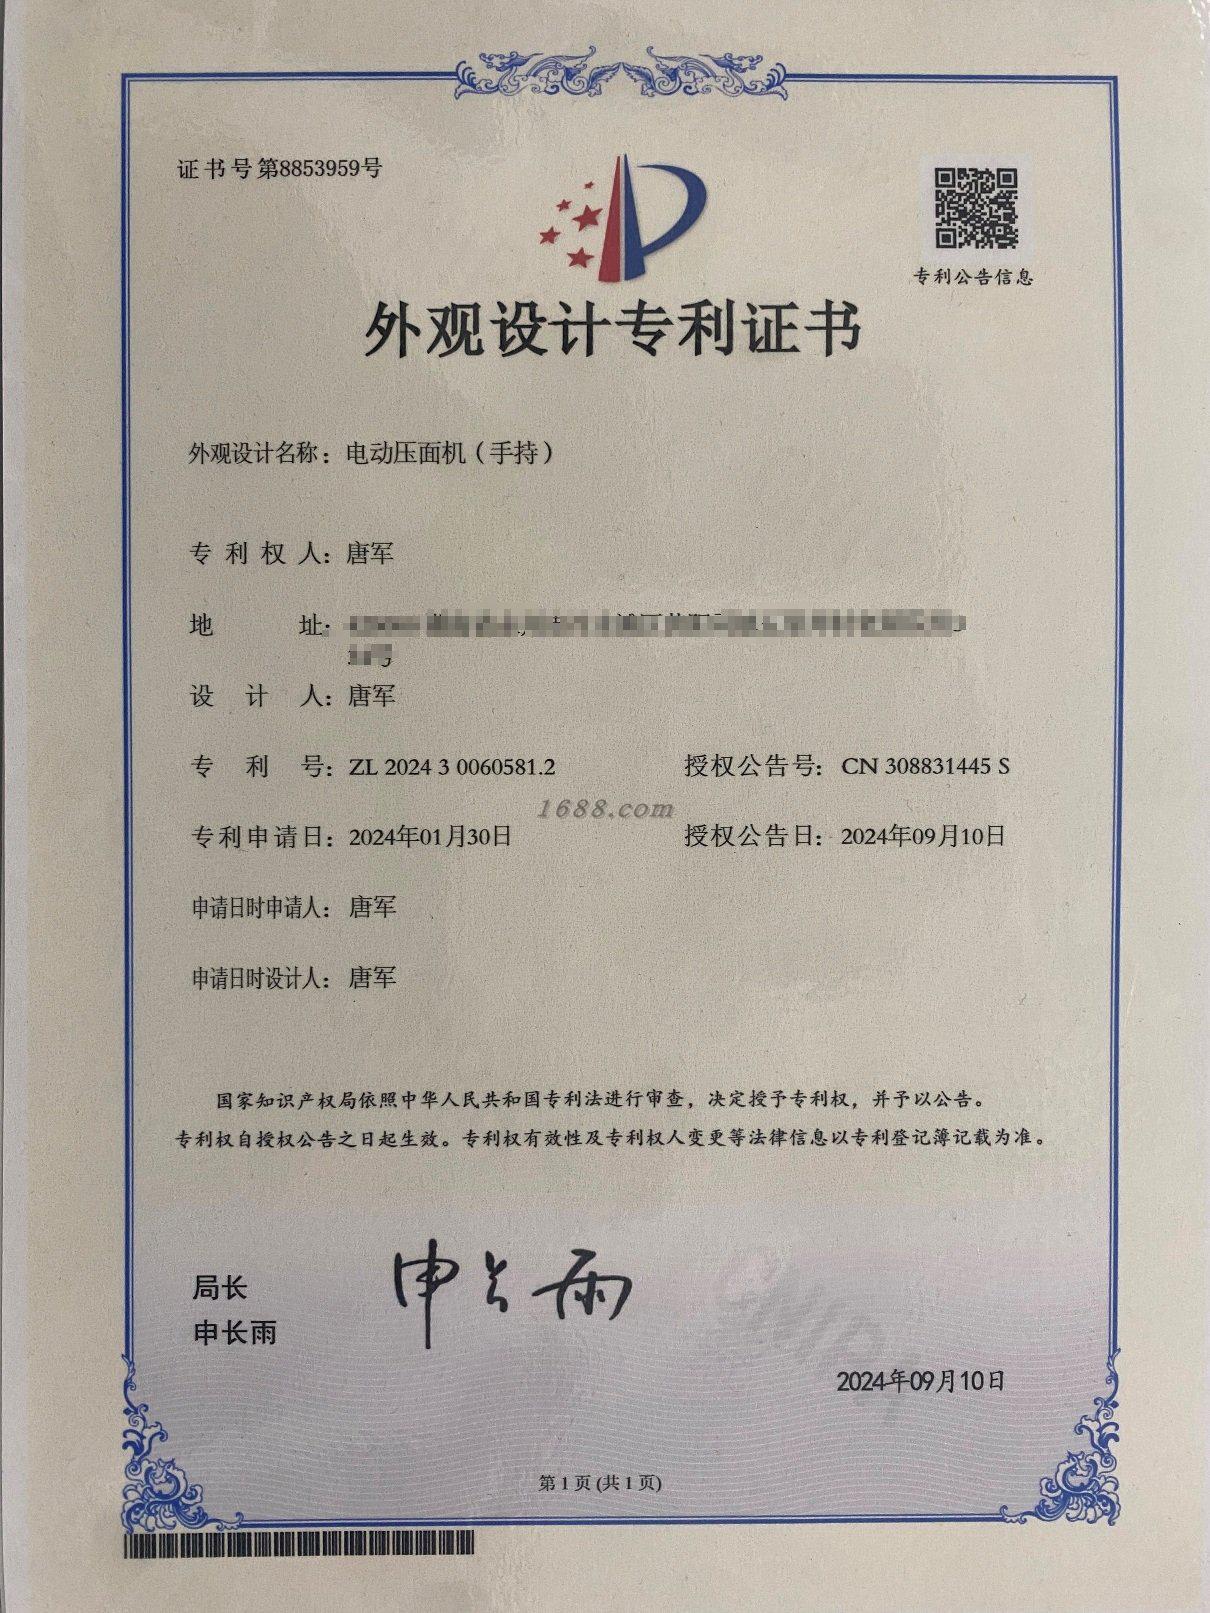 证书号第8853959号
专利公告信息
外观设计专利证书
外观设计名称：电动压面机（手持）
专利权人：唐军
地址：
号
设计人：唐军
专利号：ZL 2024 3 0060581.2 授权公告号：CN 308831445 S
1688.com
专利申请日：2024年01月30日 授权公告日：2024年09月10日
申请日时申请人：唐军
申请日时设计人：唐军
国家知识产权局依照中华人民共和国专利法进行审查，决定授予专利权，并予以公告。
专利权自授权公告之日起生效。专利权有效性及专利权人变更等法律信息以专利登记簿记载为准。
局长
申长雨
申长雨
2024年09月10日
第 1 页 (共 1 页)